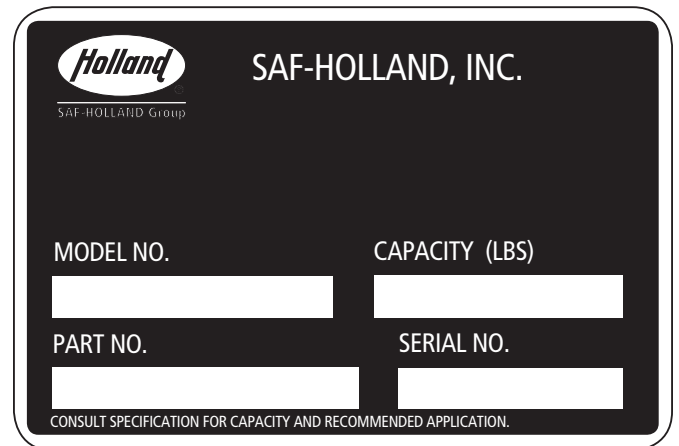 Holland
SAF-HOLLAND, INC.
SAF-HOLLAND Group
MODEL NO.
CAPACITY (LBS)
PART NO.
SERIAL NO.
CONSULT SPECIFICATION FOR CAPACITY AND RECOMMENDED APPLICATION.